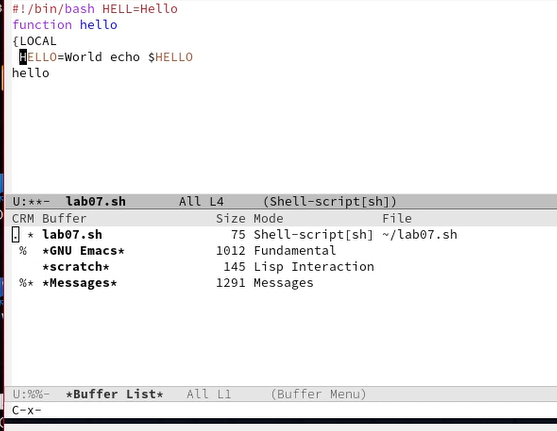 #!/bin/bash HELL=Hello
function hello
{LOCAL
HELLO=World echo $HELLO
hello
U:**- lab07.sh All L4 (Shell-script[sh])
CRM Buffer Size Mode File
. * lab07.sh 75 Shell-script[sh] ~/lab07.sh
% *GNU Emacs* 1012 Fundamental
*scratch* 145 Lisp Interaction
%* *Messages* 1291 Messages
U:%%- *Buffer List* All L1 (Buffer Menu)
C-x-